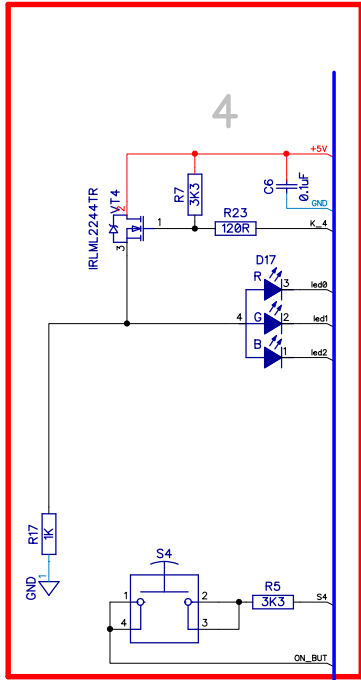 4
+5V
C6
0.1uF
GND
R7
3K3
R23
120R
K_4
IRLML2244TR
VT4
2
1
3
D17
R
3
led0
4
G
2
led1
B
1
led2
R17
1K
GND
1
S4
1
2
4
3
R5
3K3
S4
ON_BUT